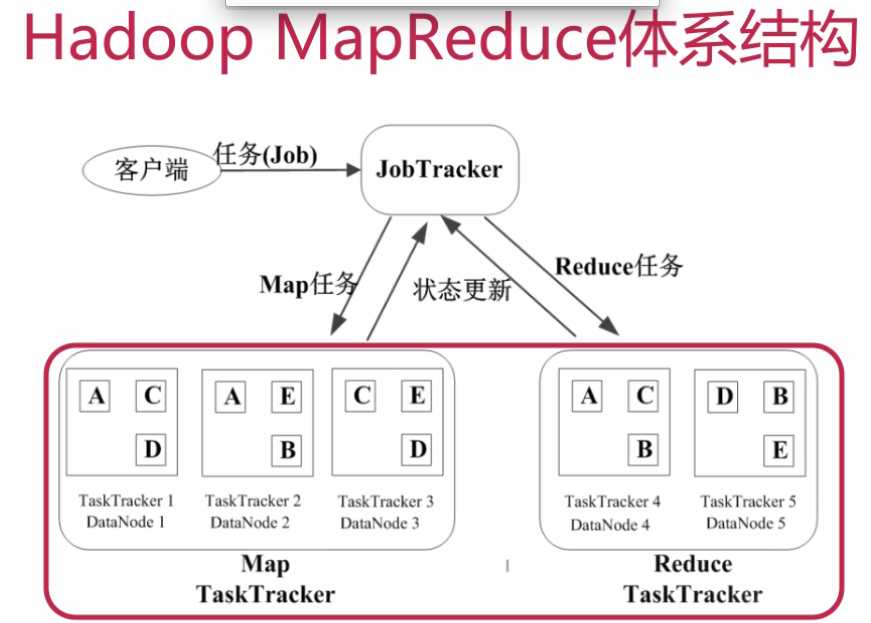 Hadoop MapReduce体系结构
客户端
任务(Job)
JobTracker
Map任务
状态更新
Reduce任务
A C
D
A E
B
C E
D
A C
B
D B
E
TaskTracker 1
DataNode 1
TaskTracker 2
DataNode 2
TaskTracker 3
DataNode 3
TaskTracker 4
DataNode 4
TaskTracker 5
DataNode 5
Map
TaskTracker
Reduce
TaskTracker